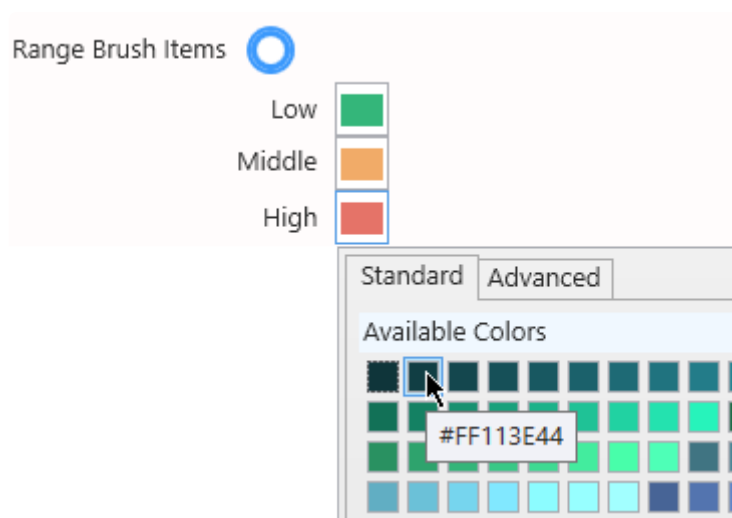 Range Brush Items
Low
Middle
High
Standard Advanced
Available Colors
#FF113E44